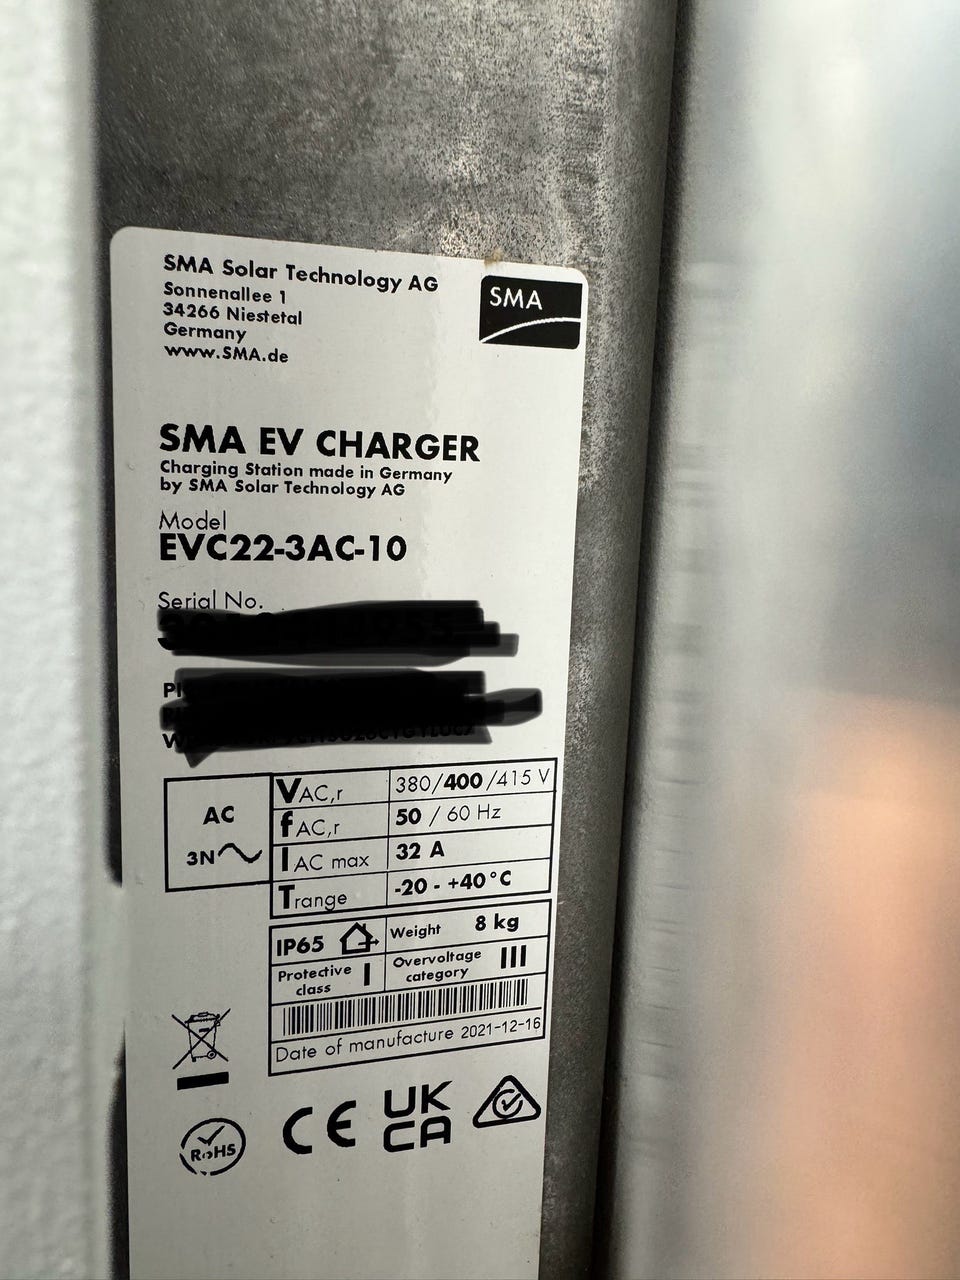 SMA Solar Technology AG
Sonnenallee 1
34266 Niestetal
Germany
www.SMA.de
SMA
SMA EV CHARGER
Charging Station made in Germany
by SMA Solar Technology AG
Model
EVC22-3AC-10
Serial No.
AC
3N
VAC,r 380/400/415 V
fAC,r 50 / 60 Hz
IAC max 32 A
Trange -20 - +40°C
IP65 Weight 8 kg
Protective class I Overvoltage category III
Date of manufacture 2021-12-16
RoHS
CE
UK
CA